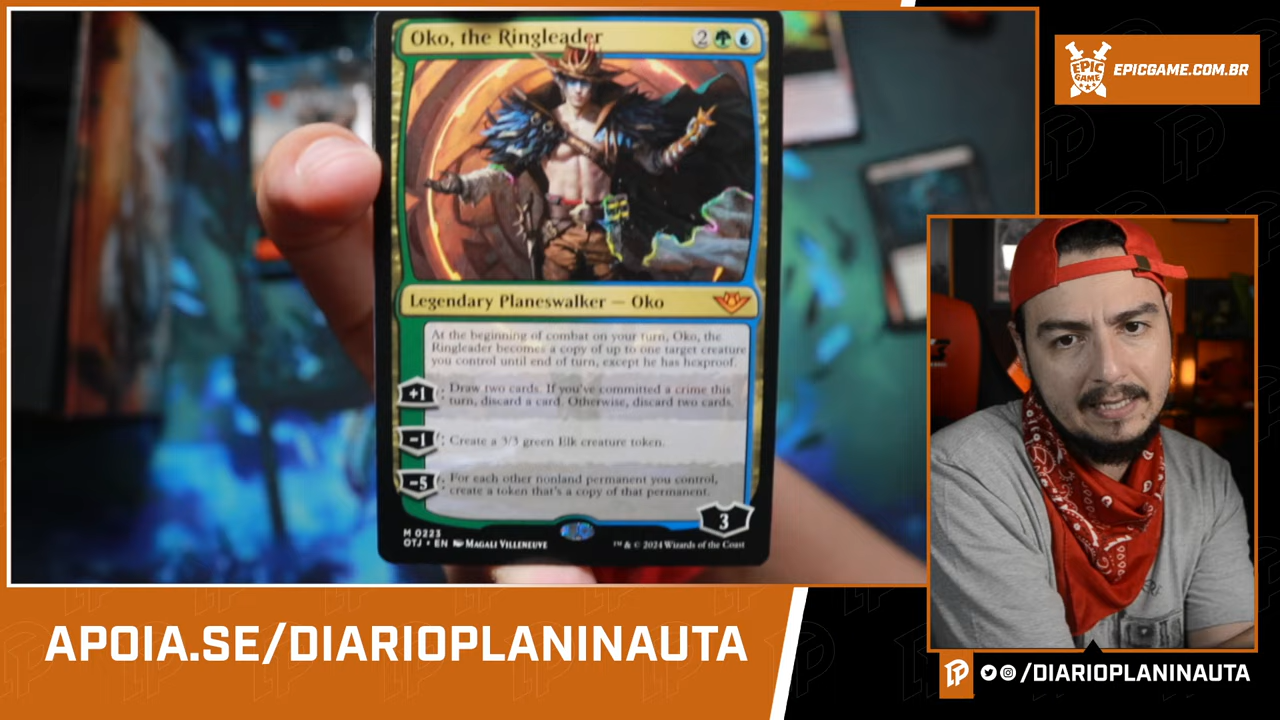 Oko, the Ringleader 2
Legendary Planeswalker — Oko
At the beginning of combat on your turn, Oko, the
Ringleader becomes a copy of up to one target creature
you control until end of turn, except he has hexproof.
+1 : Draw two cards. If you've committed a crime this
turn, discard a card. Otherwise, discard two cards.
−1 : Create a 3/3 green Elk creature token.
−5 : For each other nonland permanent you control,
create a token that's a copy of that permanent.
3
M 0223
OTJ • EN MAGALI VILLENEUVE
™ & © 2024 Wizards of the Coast
EPIC
GAME
EPICGAME.COM.BR
APOIA.SE/DIARIOPLANINAUTA
/DIARIOPLANINAUTA